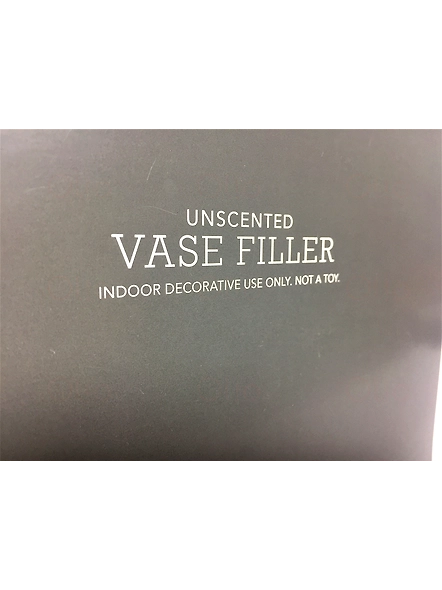 UNSCENTED
VASE FILLER
INDOOR DECORATIVE USE ONLY. NOT A TOY.